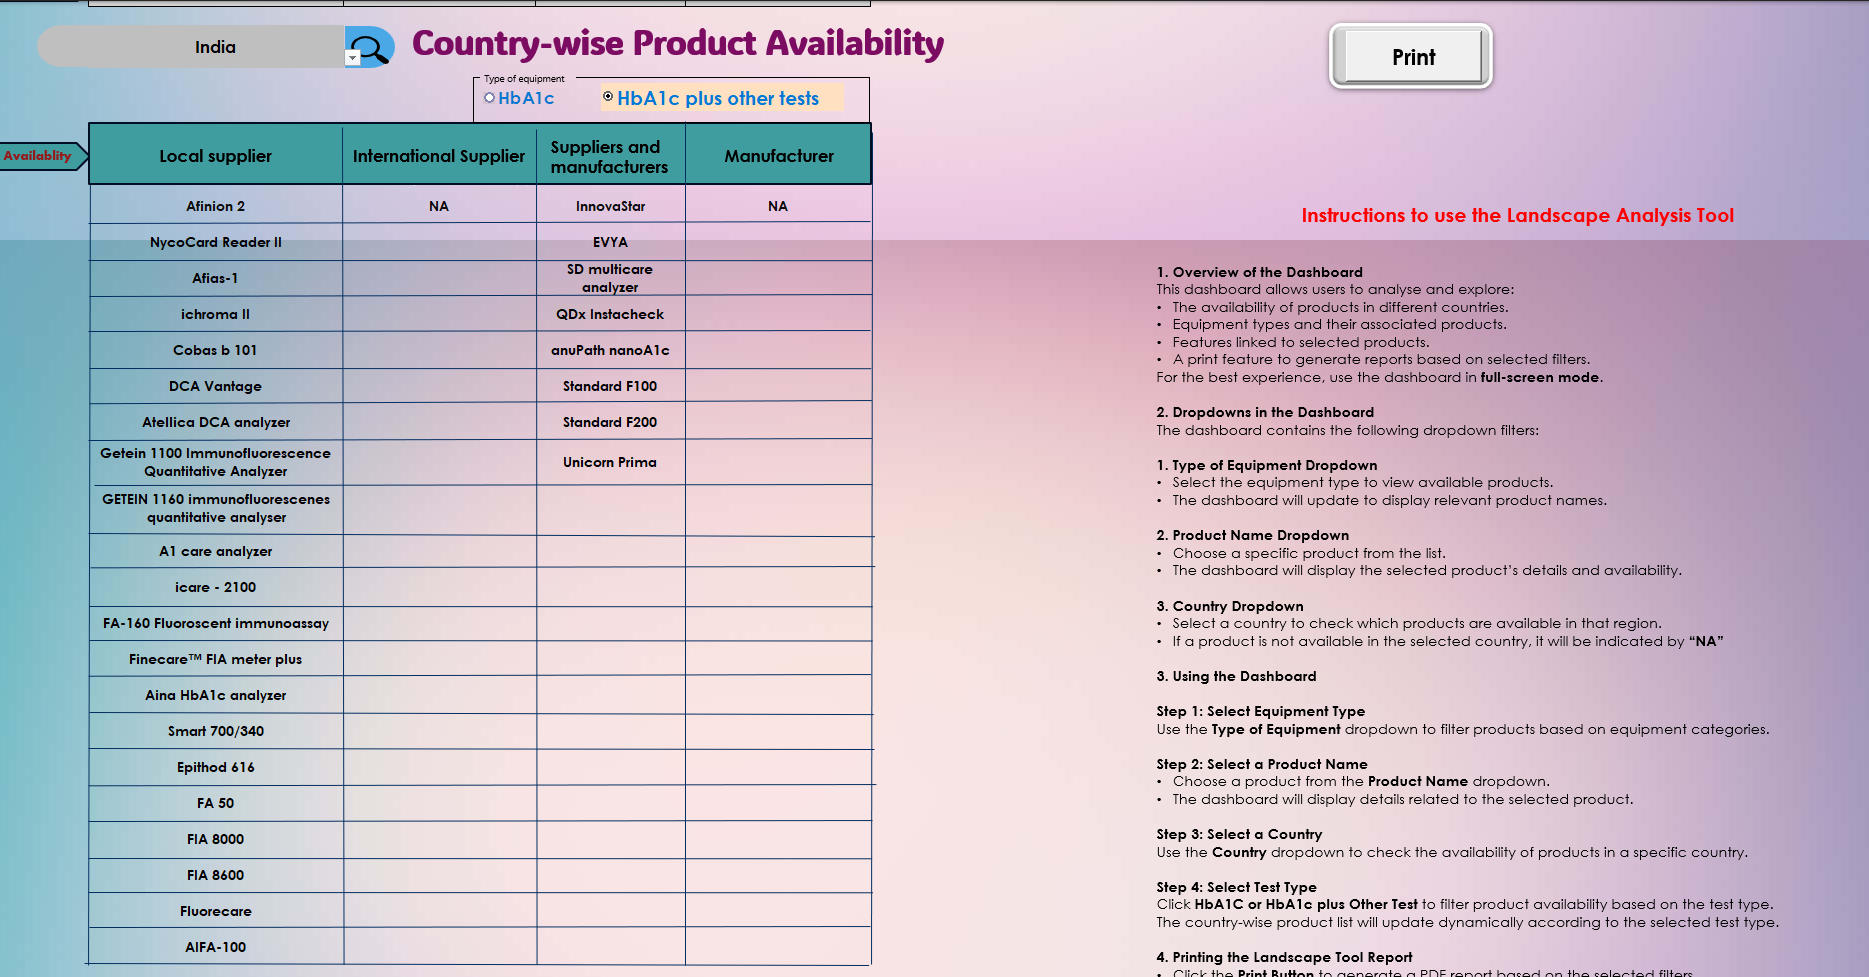 India
Country-wise Product Availability
Print
Type of equipment
HbA1c
HbA1c plus other tests
Availablity
Local supplier
International Supplier
Suppliers and
manufacturers
Manufacturer
Afinion 2
NA
InnovaStar
NA
NycoCard Reader II
EVYA
Afias-1
SD multicare
analyzer
ichroma II
QDx Instacheck
Cobas b 101
anuPath nanoA1c
DCA Vantage
Standard F100
Atellica DCA analyzer
Standard F200
Getein 1100 Immunofluorescence
Quantitative Analyzer
Unicorn Prima
GETEIN 1160 immunofluorescenes
quantitative analyser
A1 care analyzer
icare - 2100
FA-160 Fluoroscent immunoassay
Finecare™ FIA meter plus
Aina HbA1c analyzer
Smart 700/340
Epithod 616
FA 50
FIA 8000
FIA 8600
Fluorecare
AIFA-100
Instructions to use the Landscape Analysis Tool
1. Overview of the Dashboard
This dashboard allows users to analyse and explore:
• The availability of products in different countries.
• Equipment types and their associated products.
• Features linked to selected products.
• A print feature to generate reports based on selected filters.
For the best experience, use the dashboard in full-screen mode.
2. Dropdowns in the Dashboard
The dashboard contains the following dropdown filters:
1. Type of Equipment Dropdown
• Select the equipment type to view available products.
• The dashboard will update to display relevant product names.
2. Product Name Dropdown
• Choose a specific product from the list.
• The dashboard will display the selected product's details and availability.
3. Country Dropdown
• Select a country to check which products are available in that region.
• If a product is not available in the selected country, it will be indicated by “NA”
3. Using the Dashboard
Step 1: Select Equipment Type
Use the Type of Equipment dropdown to filter products based on equipment categories.
Step 2: Select a Product Name
• Choose a product from the Product Name dropdown.
• The dashboard will display details related to the selected product.
Step 3: Select a Country
Use the Country dropdown to check the availability of products in a specific country.
Step 4: Select Test Type
Click HbA1C or HbA1c plus Other Test to filter product availability based on the test type.
The country-wise product list will update dynamically according to the selected test type.
4. Printing the Landscape Tool Report
• Click the Print Button to generate a PDF report based on the selected filters